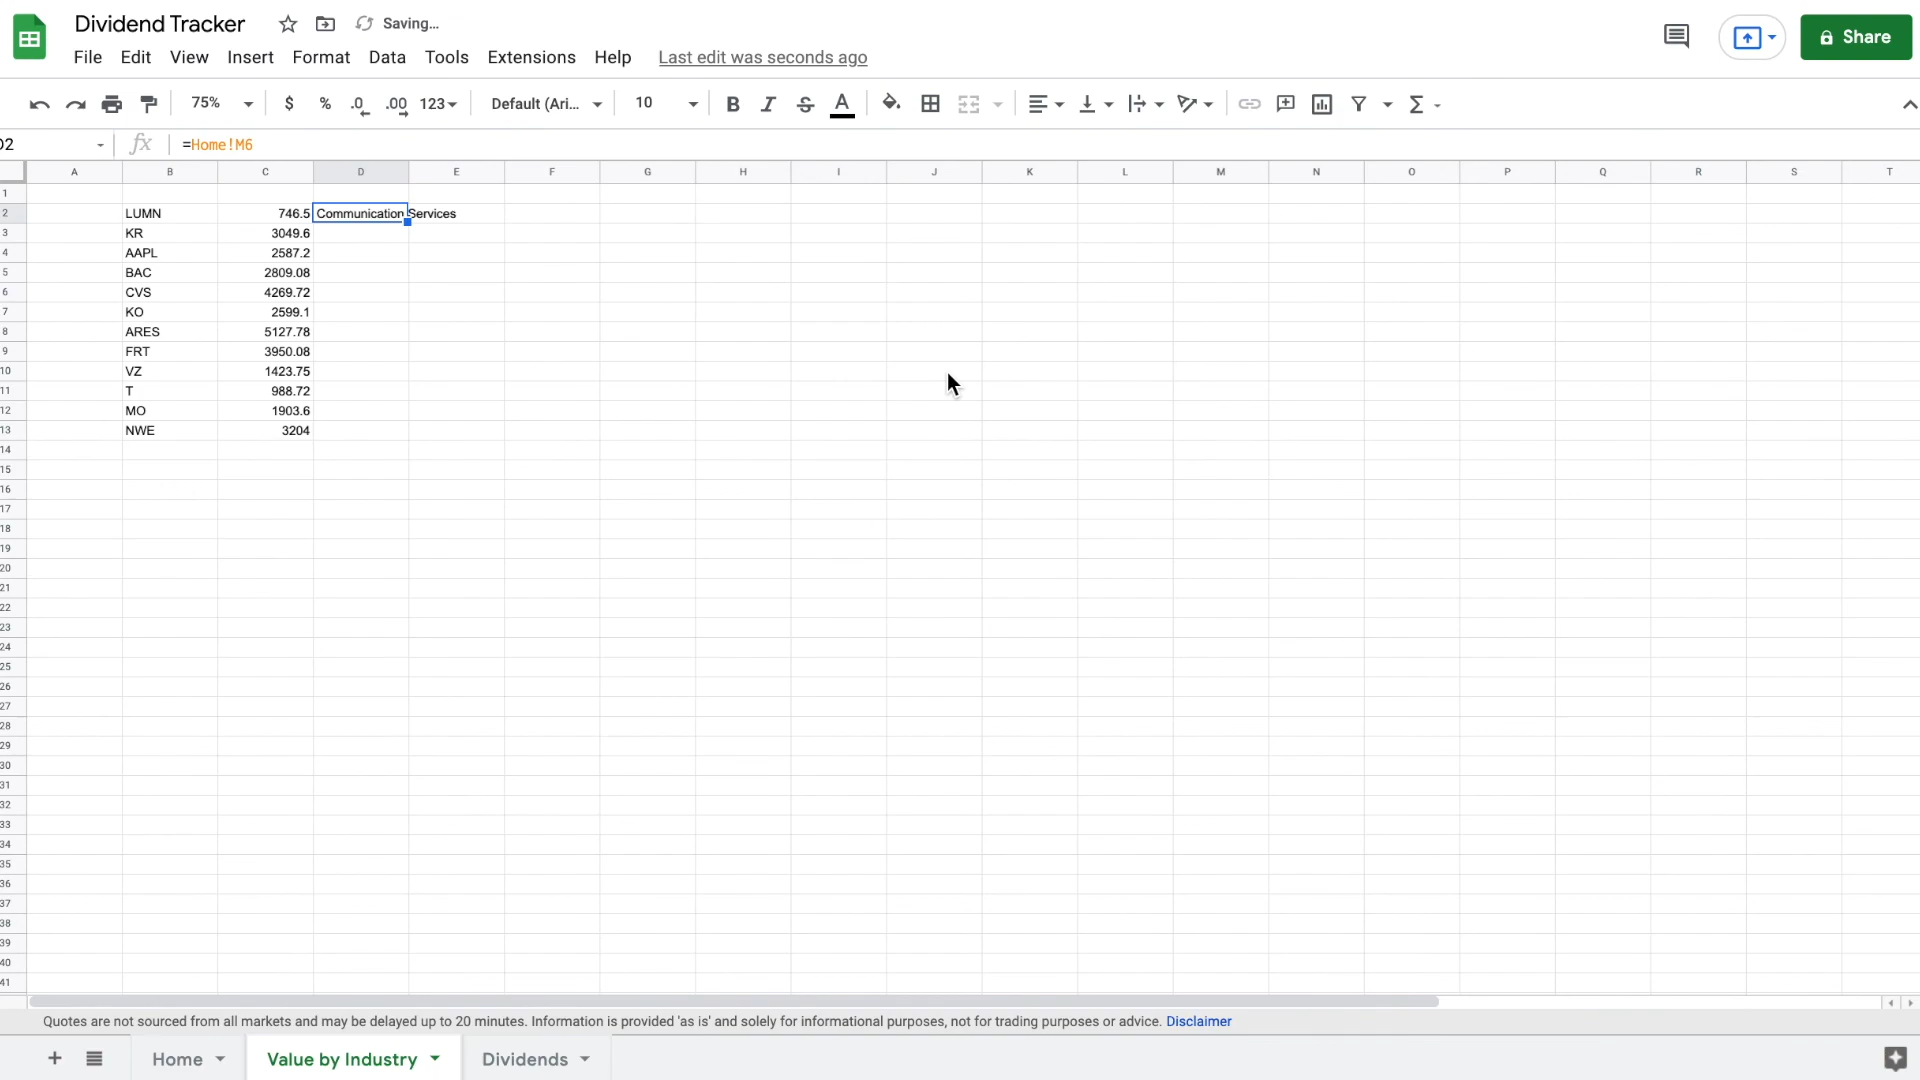 Dividend Tracker Saving...
File Edit View Insert Format Data Tools Extensions Help Last edit was seconds ago
Share
75% $ % .0 .00 123 Default (Ari... 10 B I S A
D2 fx =Home!M6
A B C D E F G H I J K L M N O P Q R S T
1
2 LUMN 746.5 Communication Services
3 KR 3049.6
4 AAPL 2587.2
5 BAC 2809.08
6 CVS 4269.72
7 KO 2599.1
8 ARES 5127.78
9 FRT 3950.08
10 VZ 1423.75
11 T 988.72
12 MO 1903.6
13 NWE 3204
14
15
16
17
18
19
20
21
22
23
24
25
26
27
28
29
30
31
32
33
34
35
36
37
38
39
40
41
Quotes are not sourced from all markets and may be delayed up to 20 minutes. Information is provided 'as is' and solely for informational purposes, not for trading purposes or advice. Disclaimer
Home Value by Industry Dividends